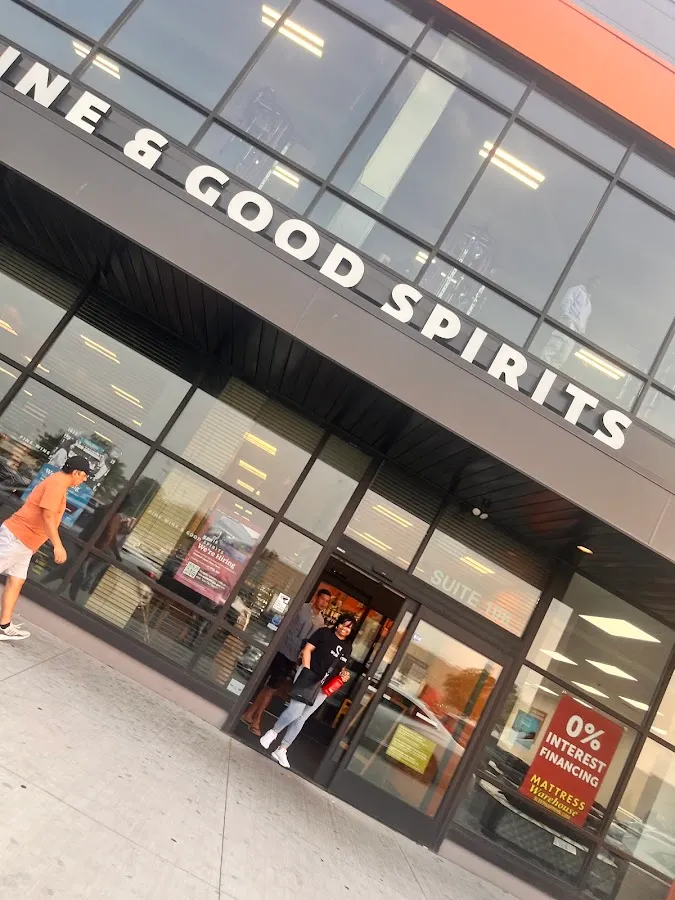 INE & GOOD SPIRITS
We're Hiring
SUITE
0%
INTEREST
FINANCING
MATTRESS
Warehouse